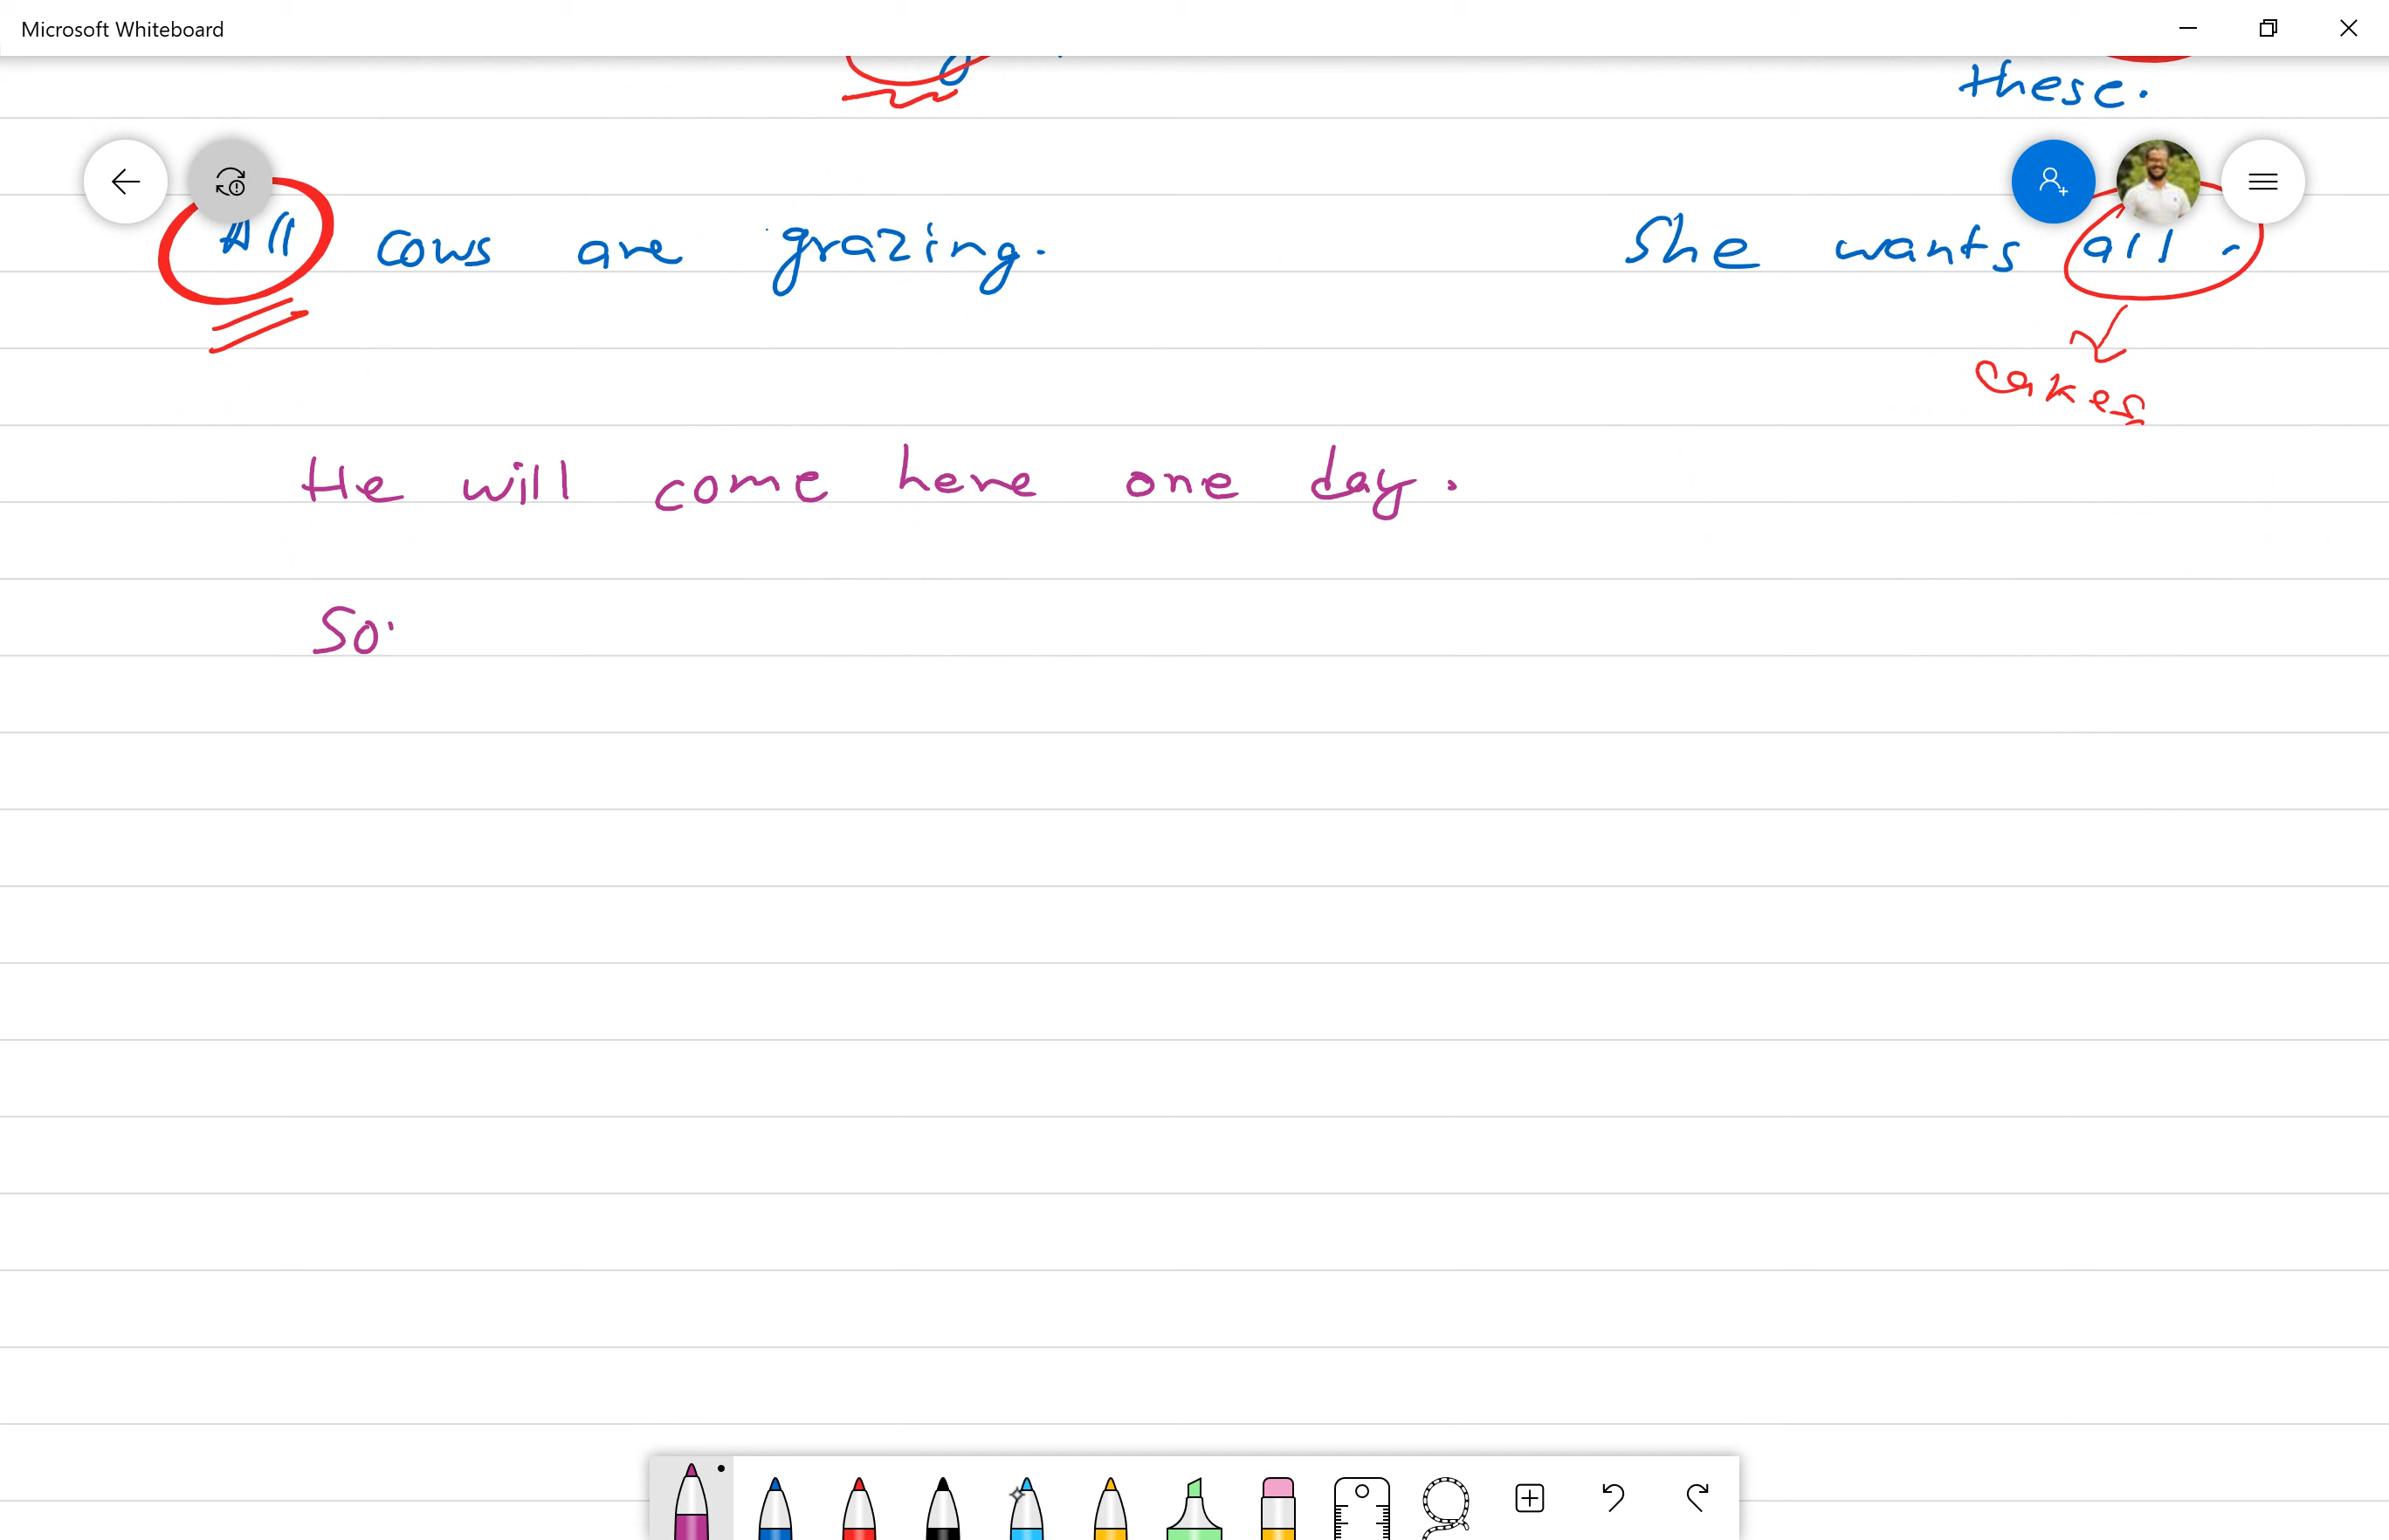 Microsoft Whiteboard
these.
All cows are grazing.
She wants all.
cakes
He will come here one day.
So